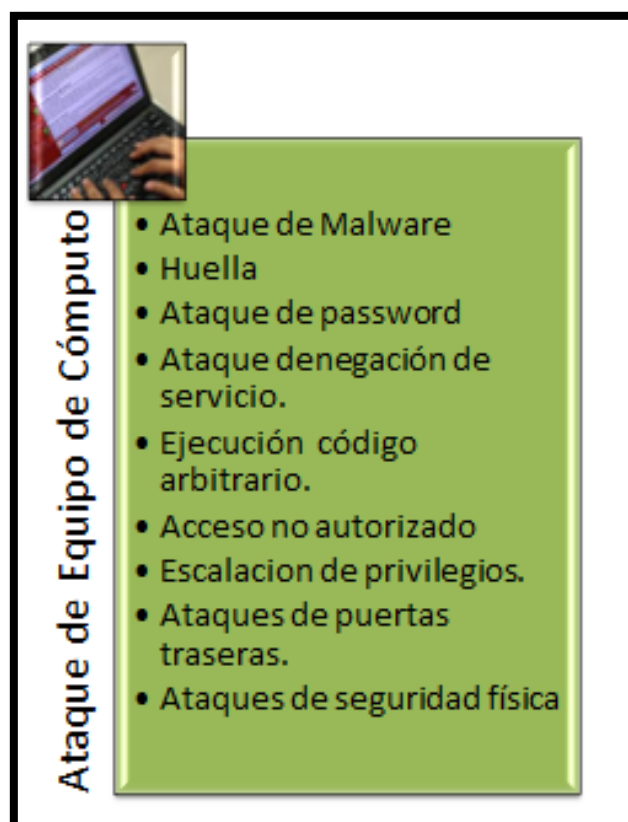 Ataque de Equipo de Cómputo
• Ataque de Malware
• Huella
• Ataque de password
• Ataque denegación de
servicio.
• Ejecución código
arbitrario.
• Acceso no autorizado
• Escalacion de privilegios.
• Ataques de puertas
traseras.
• Ataques de seguridad física